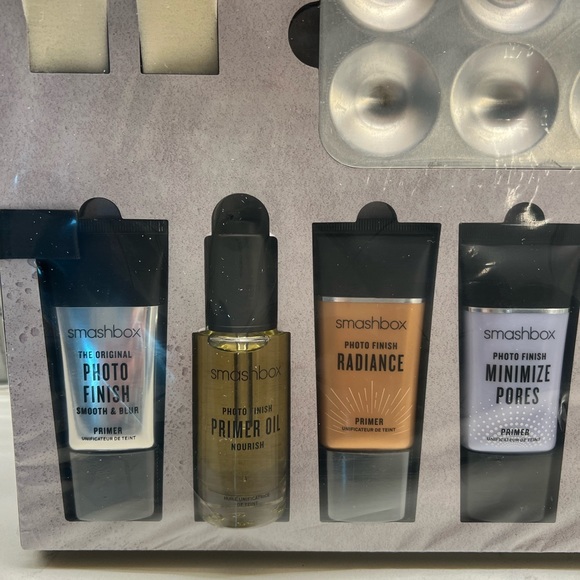 smashbox
THE ORIGINAL
PHOTO
FINISH
SMOOTH & BLUR
PRIMER
UNIFICATEUR DE TEINT
smashbox
PHOTO FINISH
PRIMER OIL
NOURISH
smashbox
PHOTO FINISH
RADIANCE
PRIMER
UNIFICATEUR DE TEINT
smashbox
PHOTO FINISH
MINIMIZE
PORES
PRIMER
UNIFICATEUR DE TEINT